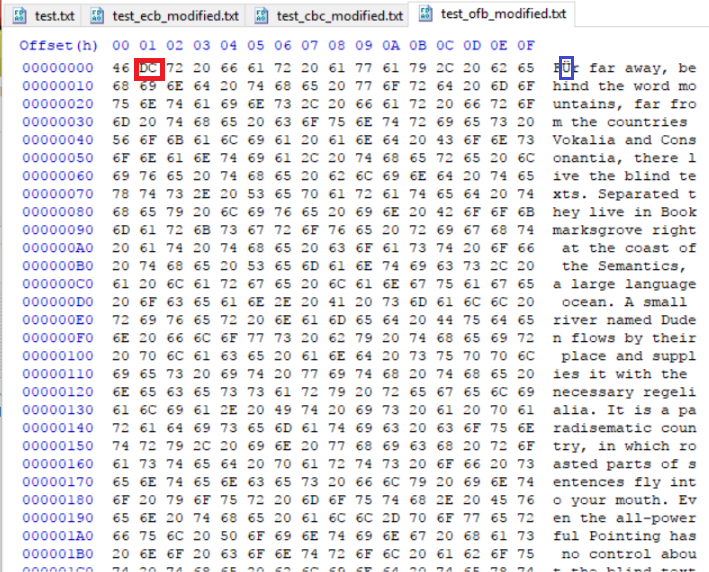 test.txt test_ecb_modified.txt test_cbc_modified.txt test_ofb_modified.txt
Offset(h) 00 01 02 03 04 05 06 07 08 09 0A 0B 0C 0D 0E 0F
00000000 46 DC 72 20 66 61 72 20 61 77 61 79 2C 20 62 65 FÜr far away, be
00000010 68 69 6E 64 20 74 68 65 20 77 6F 72 64 20 6D 6F hind the word mo
00000020 75 6E 74 61 69 6E 73 2C 20 66 61 72 20 66 72 6F untains, far fro
00000030 6D 20 74 68 65 20 63 6F 75 6E 74 72 69 65 73 20 m the countries
00000040 56 6F 6B 61 6C 69 61 20 61 6E 64 20 43 6F 6E 73 Vokalia and Cons
00000050 6F 6E 61 6E 74 69 61 2C 20 74 68 65 72 65 20 6C onantia, there l
00000060 69 76 65 20 74 68 65 20 62 6C 69 6E 64 20 74 65 ive the blind te
00000070 78 74 73 2E 20 53 65 70 61 72 61 74 65 64 20 74 xts. Separated t
00000080 68 65 79 20 6C 69 76 65 20 69 6E 20 42 6F 6F 6B hey live in Book
00000090 6D 61 72 6B 73 67 72 6F 76 65 20 72 69 67 68 74 marksgrove right
000000A0 20 61 74 20 74 68 65 20 63 6F 61 73 74 20 6F 66 at the coast of
000000B0 20 74 68 65 20 53 65 6D 61 6E 74 69 63 73 2C 20 the Semantics,
000000C0 61 20 6C 61 72 67 65 20 6C 61 6E 67 75 61 67 65 a large language
000000D0 20 6F 63 65 61 6E 2E 20 41 20 73 6D 61 6C 6C 20 ocean. A small
000000E0 72 69 76 65 72 20 6E 61 6D 65 64 20 44 75 64 65 river named Dude
000000F0 6E 20 66 6C 6F 77 73 20 62 79 20 74 68 65 69 72 n flows by their
00000100 20 70 6C 61 63 65 20 61 6E 64 20 73 75 70 70 6C place and suppl
00000110 69 65 73 20 69 74 20 77 69 74 68 20 74 68 65 20 ies it with the
00000120 6E 65 63 65 73 73 61 72 79 20 72 65 67 65 6C 69 necessary regeli
00000130 61 6C 69 61 2E 20 49 74 20 69 73 20 61 20 70 61 alia. It is a pa
00000140 72 61 64 69 73 65 6D 61 74 69 63 20 63 6F 75 6E radisematic coun
00000150 74 72 79 2C 20 69 6E 20 77 68 69 63 68 20 72 6F try, in which ro
00000160 61 73 74 65 64 20 70 61 72 74 73 20 6F 66 20 73 asted parts of s
00000170 65 6E 74 65 6E 63 65 73 20 66 6C 79 20 69 6E 74 entences fly int
00000180 6F 20 79 6F 75 72 20 6D 6F 75 74 68 2E 20 45 76 o your mouth. Ev
00000190 65 6E 20 74 68 65 20 61 6C 6C 2D 70 6F 77 65 72 en the all-power
000001A0 66 75 6C 20 50 6F 69 6E 74 69 6E 67 20 68 61 73 ful Pointing has
000001B0 20 6E 6F 20 63 6F 6E 74 72 6F 6C 20 61 62 6F 75 no control abou